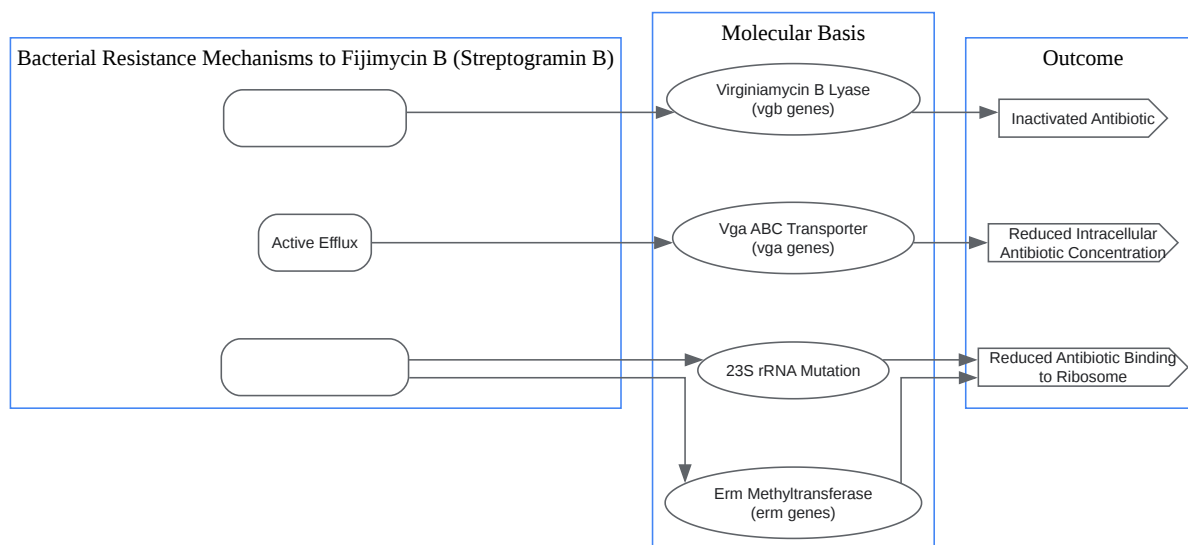 Bacterial Resistance Mechanisms to Fijimycin B (Streptogramin B)
Molecular Basis
Outcome
Virginiamycin B Lyase
(vgb genes)
Inactivated Antibiotic
Active Efflux
Vga ABC Transporter
(vga genes)
Reduced Intracellular
Antibiotic Concentration
23S rRNA Mutation
Reduced Antibiotic Binding
to Ribosome
Erm Methyltransferase
(erm genes)